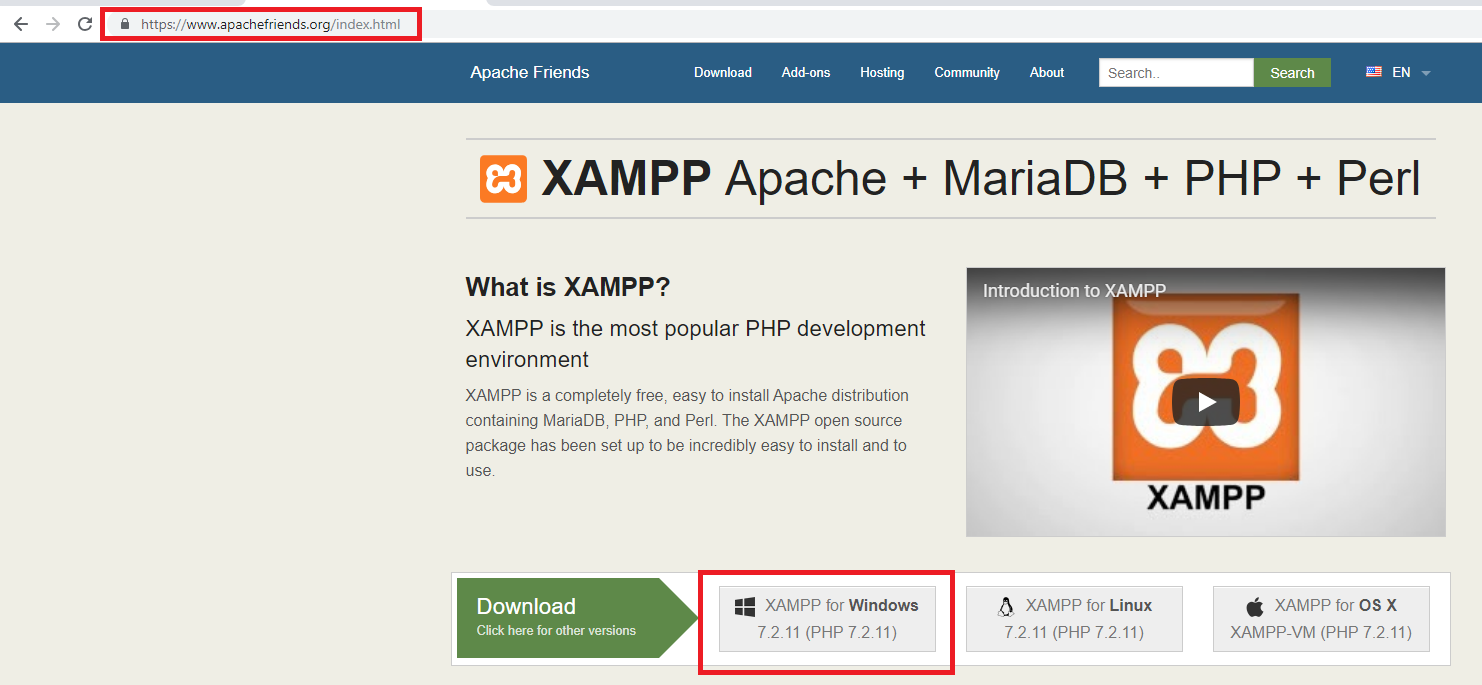 https://www.apachefriends.org/index.html
Apache Friends
Download
Add-ons
Hosting
Community
About
Search..
Search
EN
XAMPP Apache + MariaDB + PHP + Perl
What is XAMPP?
XAMPP is the most popular PHP development
environment
XAMPP is a completely free, easy to install Apache distribution
containing MariaDB, PHP, and Perl. The XAMPP open source
package has been set up to be incredibly easy to install and to
use.
Introduction to XAMPP
XAMPP
Download
Click here for other versions
XAMPP for Windows
7.2.11 (PHP 7.2.11)
XAMPP for Linux
7.2.11 (PHP 7.2.11)
XAMPP for OS X
XAMPP-VM (PHP 7.2.11)